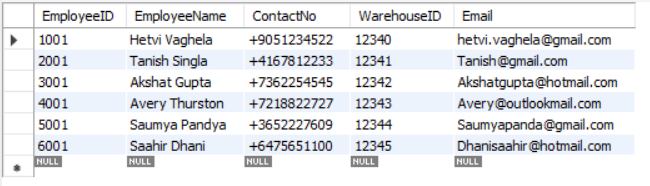 EmployeeID EmployeeName ContactNo WarehouseID Email
1001 Hetvi Vaghela +9051234522 12340 hetvi.vaghela@gmail.com
2001 Tanish Singla +4167812233 12341 Tanish@gmail.com
3001 Akshat Gupta +7362254545 12342 Akshatgupta@hotmail.com
4001 Avery Thurston +7218822727 12343 Avery@outlookmail.com
5001 Saumya Pandya +3652227609 12344 Saumyapanda@gmail.com
6001 Saahir Dhani +6475651100 12345 Dhanisaahir@hotmail.com
NULL NULL NULL NULL NULL